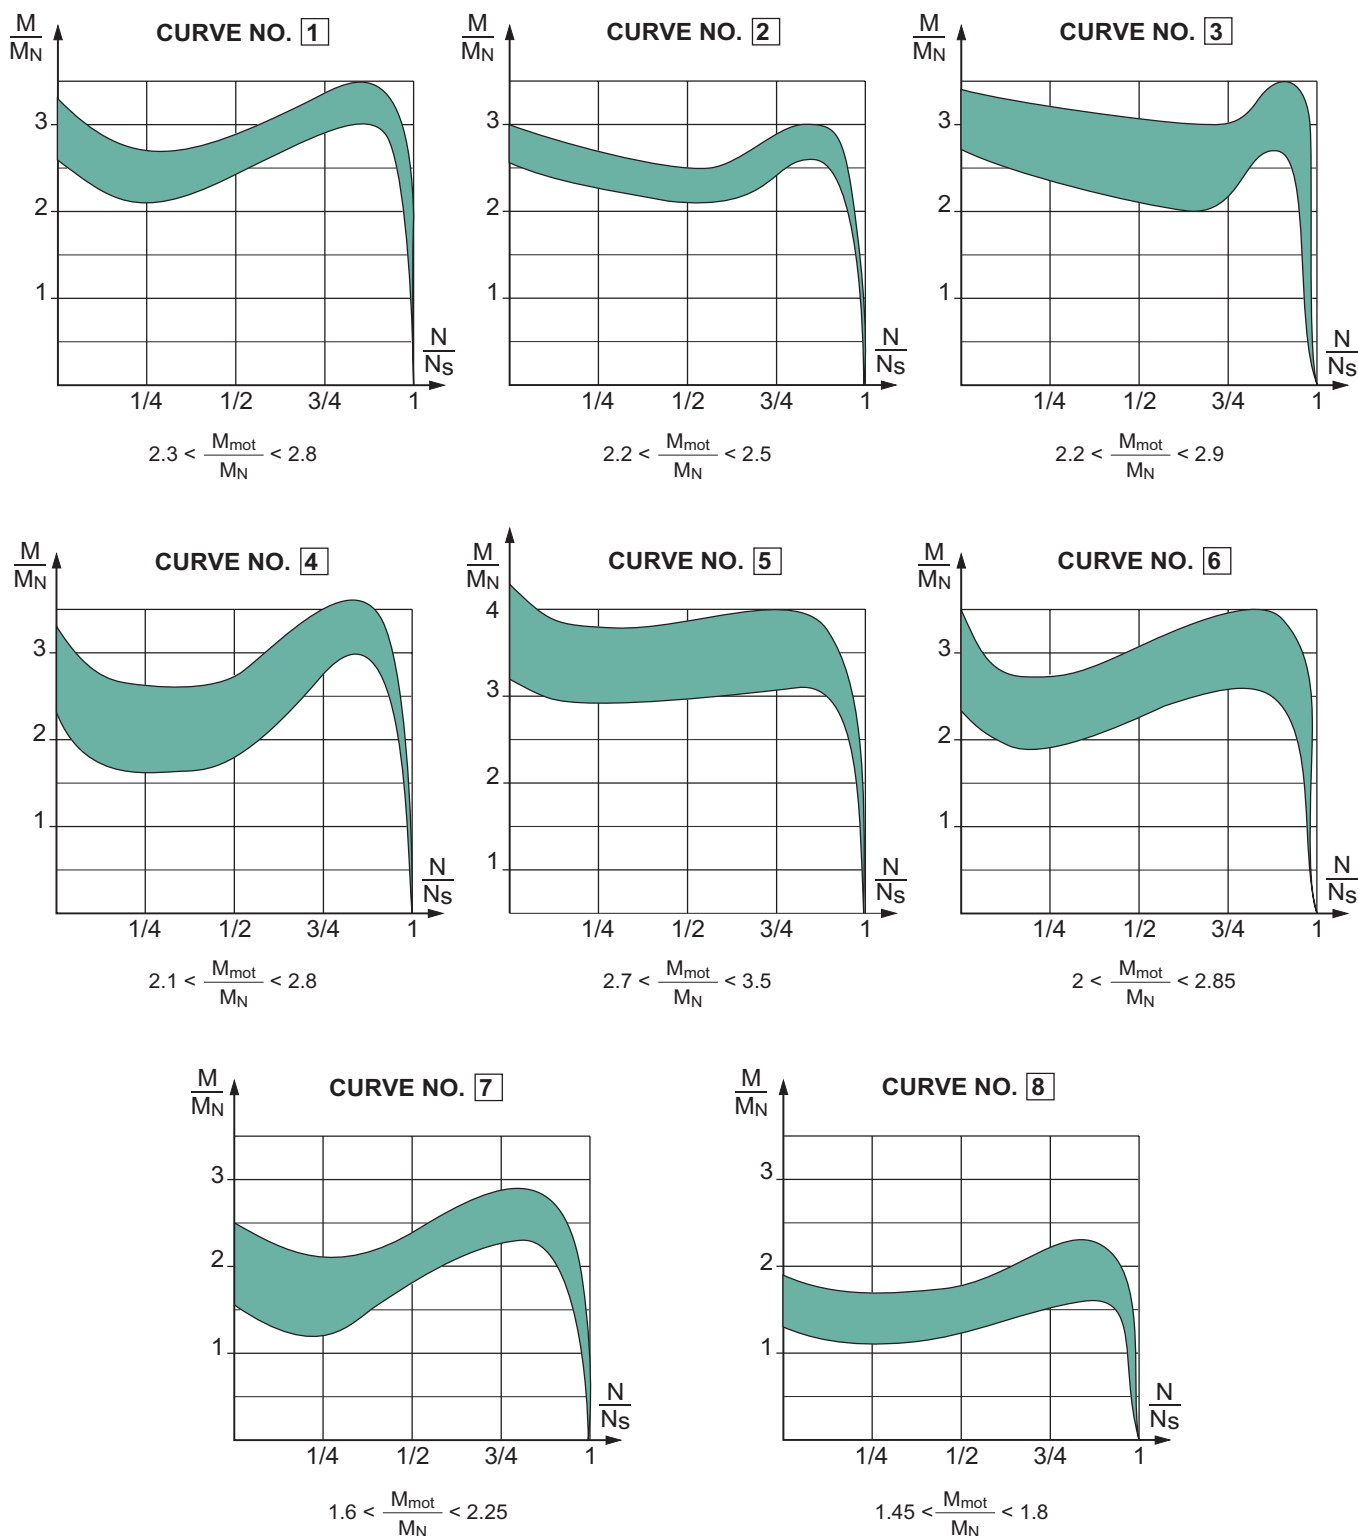 M
MN
CURVE NO. 1
3
2
1
N
Ns
1/4 1/2 3/4 1
2.3 < Mmot
MN < 2.8
M
MN
CURVE NO. 2
3
2
1
N
Ns
1/4 1/2 3/4 1
2.2 < Mmot
MN < 2.5
M
MN
CURVE NO. 3
3
2
1
N
Ns
1/4 1/2 3/4 1
2.2 < Mmot
MN < 2.9
M
MN
CURVE NO. 4
3
2
1
N
Ns
1/4 1/2 3/4 1
2.1 < Mmot
MN < 2.8
M
MN
CURVE NO. 5
4
3
2
1
N
Ns
1/4 1/2 3/4 1
2.7 < Mmot
MN < 3.5
M
MN
CURVE NO. 6
3
2
1
N
Ns
1/4 1/2 3/4 1
2 < Mmot
MN < 2.85
M
MN
CURVE NO. 7
3
2
1
N
Ns
1/4 1/2 3/4 1
1.6 < Mmot
MN < 2.25
M
MN
CURVE NO. 8
3
2
1
N
Ns
1/4 1/2 3/4 1
1.45 < Mmot
MN < 1.8